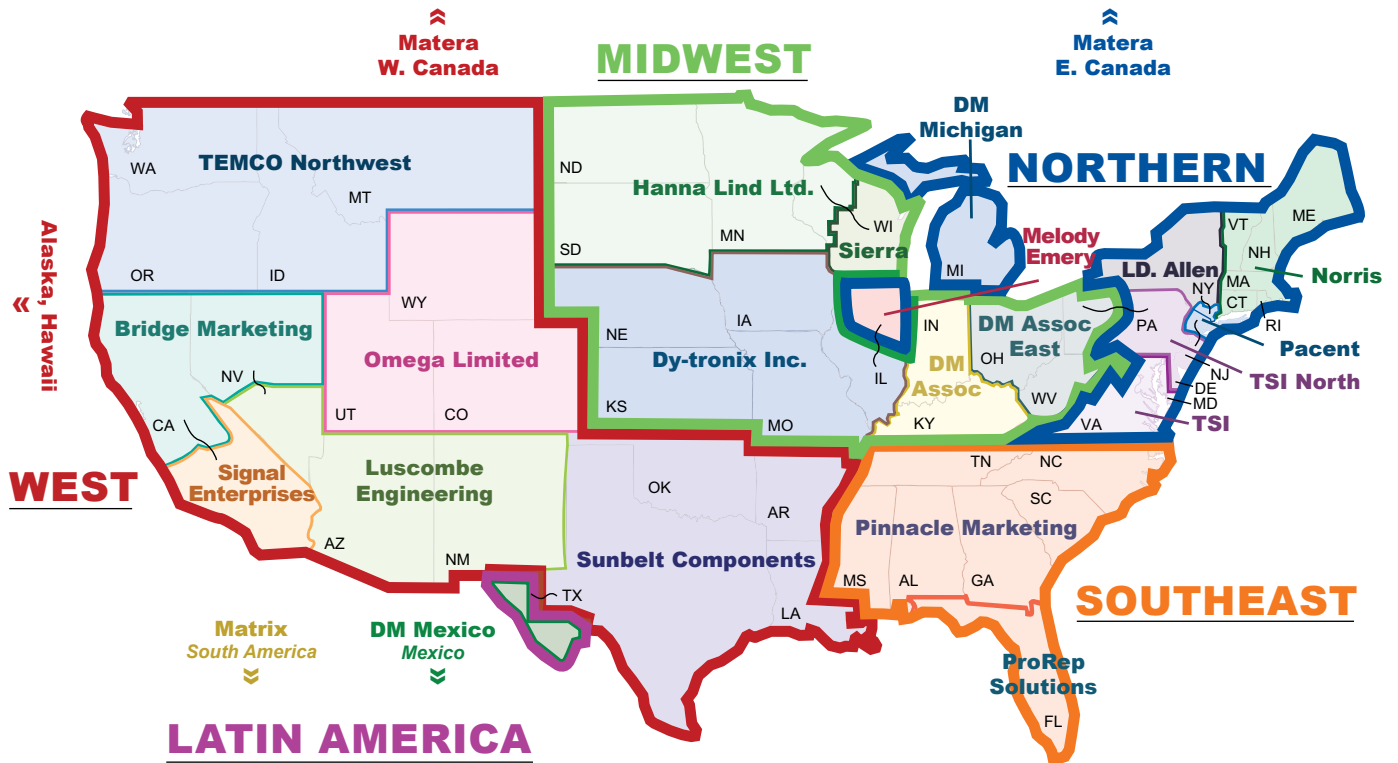 Matera
W. Canada
MIDWEST
Matera
E. Canada
DM
Michigan
NORTHERN
WA
TEMCO Northwest
MT
OR
ID
ND
Hanna Lind Ltd.
SD
MN
WI
Sierra
MI
Melody
Emery
LD. Allen
NY
VT
ME
NH
MA
CT
RI
Norris
Alaska, Hawaii
Bridge Marketing
NV
CA
WY
Omega Limited
UT
CO
NE
IA
Dy-tronix Inc.
KS
MO
IL
IN
DM
Assoc
KY
DM Assoc
East
OH
WV
PA
Pacent
TSI North
NJ
DE
MD
TSI
VA
WEST
Signal
Enterprises
Luscombe
Engineering
AZ
NM
OK
AR
Sunbelt Components
TX
LA
TN
NC
SC
Pinnacle Marketing
MS
AL
GA
SOUTHEAST
ProRep
Solutions
FL
Matrix
South America
DM Mexico
Mexico
LATIN AMERICA